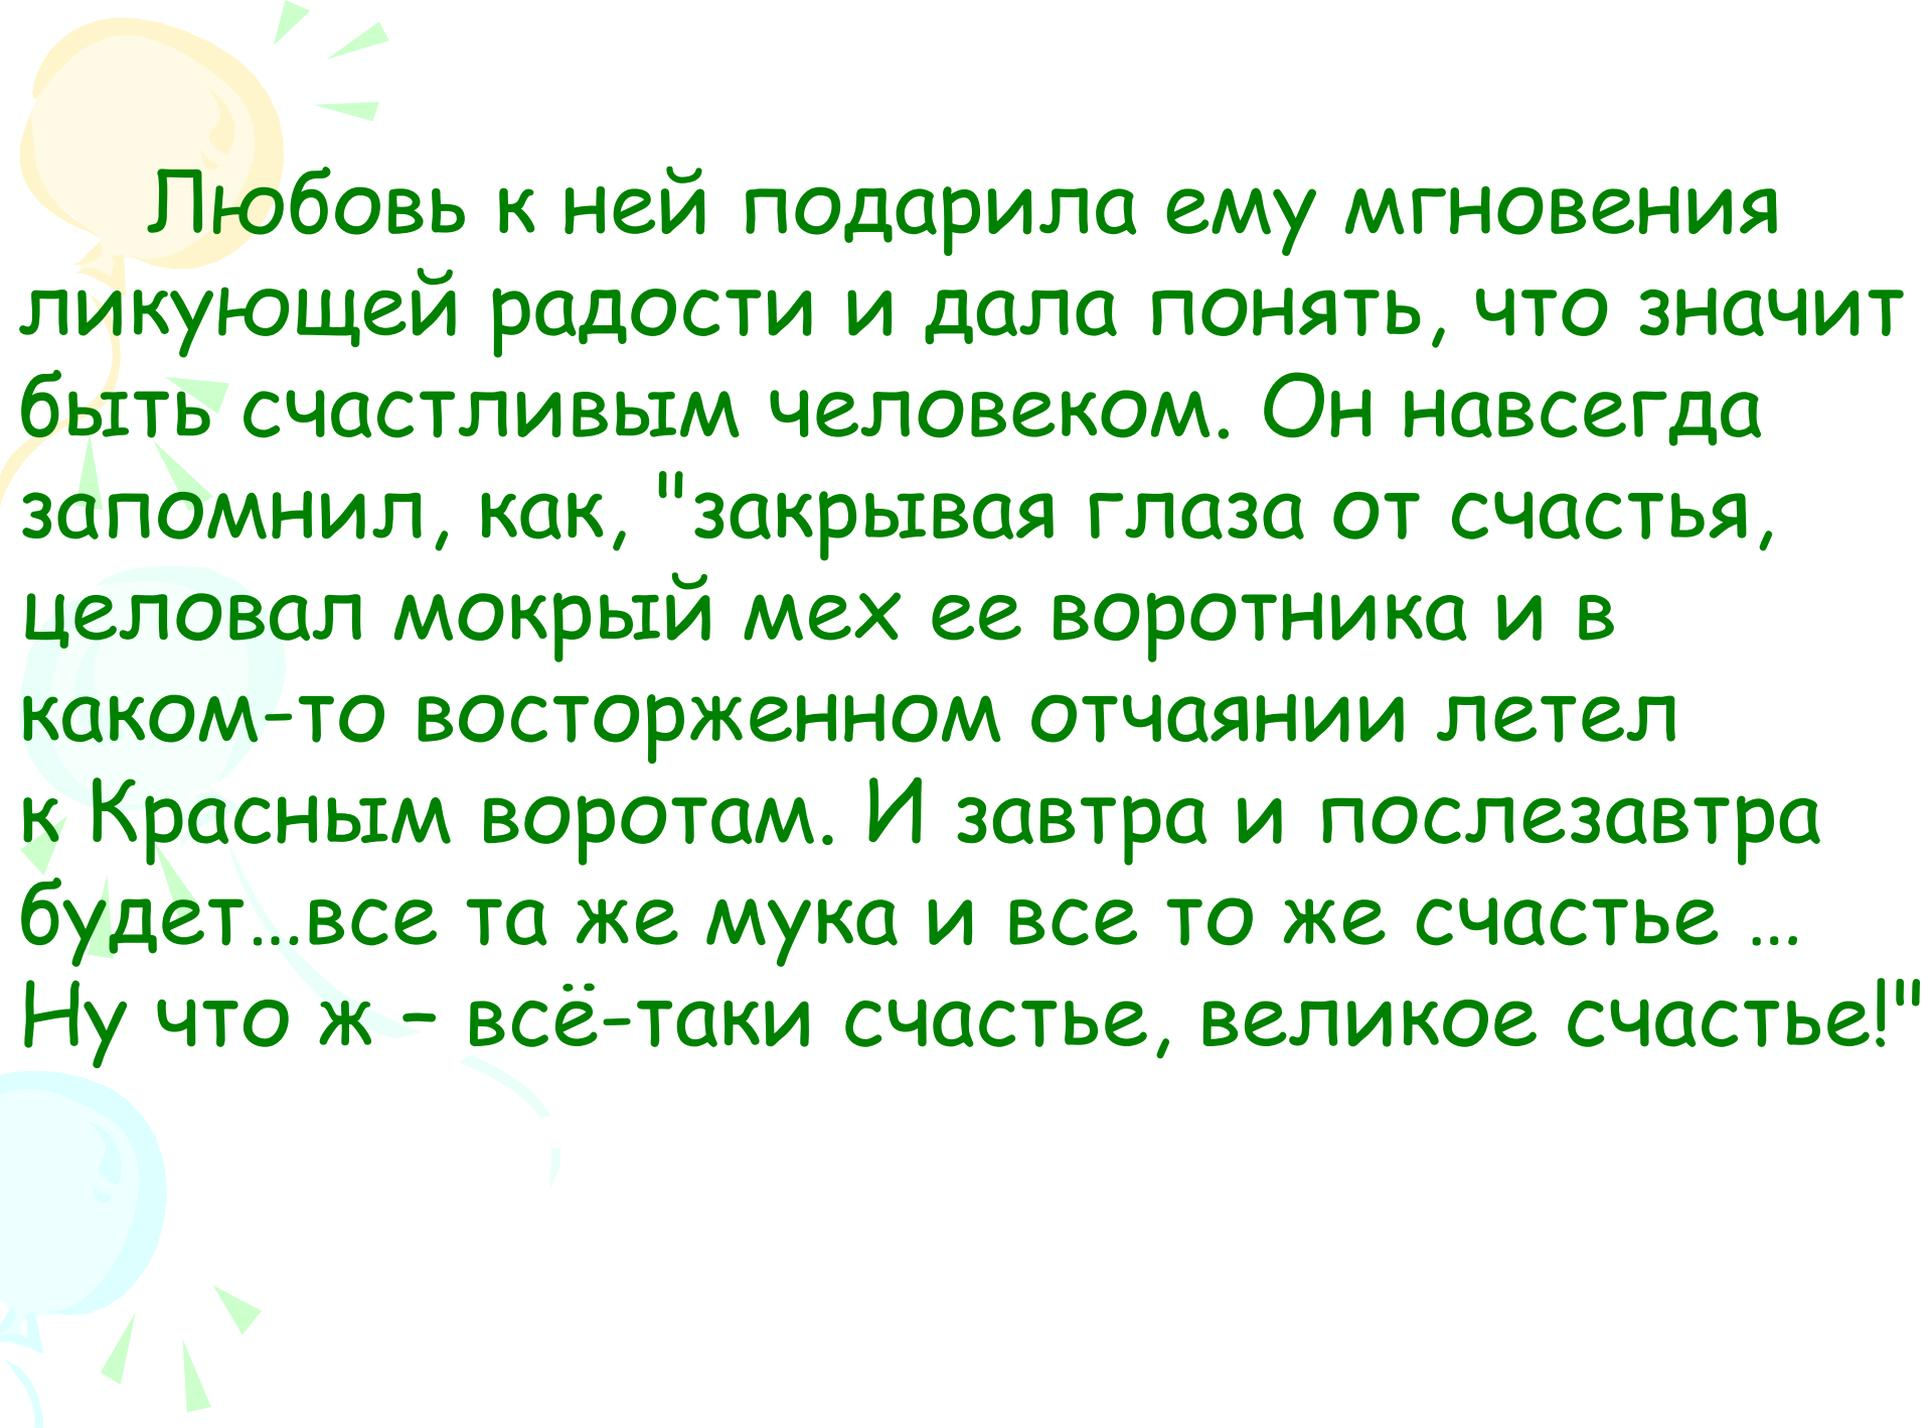 Любовь к ней подарила ему мгновения
ликующей радости и дала понять, что значит
быть счастливым человеком. Он навсегда
запомнил, как, "закрывая глаза от счастья,
целовал мокрый мех ее воротника и в
каком-то восторженном отчаянии летел
к Красным воротам. И завтра и послезавтра
будет…все та же мука и все то же счастье …
Ну что ж – всё-таки счастье, великое счастье!"